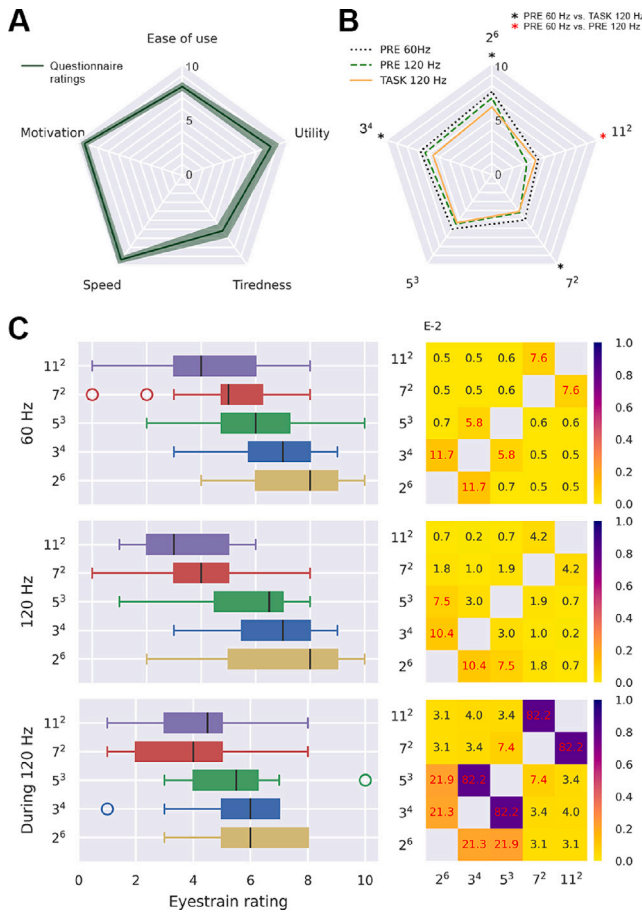 A
Ease of use
10
Questionnaire
ratings
5
Motivation
Utility
0
Speed
Tiredness
B
* PRE 60 Hz vs. TASK 120 Hz
* PRE 60 Hz vs. PRE 120 Hz
2⁶
*
10
PRE 60Hz
PRE 120 Hz
TASK 120 Hz
5
3⁴ *
* 11²
0
5³
7² *
C
60 Hz
11²
7²
5³
3⁴
2⁶
E-2
11² 0.5 0.5 0.6 7.6
7² 0.5 0.5 0.6 7.6
5³ 0.7 5.8 0.6 0.6
3⁴ 11.7 5.8 0.5 0.5
2⁶ 11.7 0.7 0.5 0.5
1.0
0.8
0.6
0.4
0.2
0.0
120 Hz
11²
7²
5³
3⁴
2⁶
11² 0.7 0.2 0.7 4.2
7² 1.8 1.0 1.9 4.2
5³ 7.5 3.0 1.9 0.7
3⁴ 10.4 3.0 1.0 0.2
2⁶ 10.4 7.5 1.8 0.7
1.0
0.8
0.6
0.4
0.2
0.0
During 120 Hz
11²
7²
5³
3⁴
2⁶
0 2 4 6 8 10
Eyestrain rating
11² 3.1 4.0 3.4 82.2
7² 3.1 3.4 7.4 82.2
5³ 21.9 82.2 7.4 3.4
3⁴ 21.3 82.2 3.4 4.0
2⁶ 21.3 21.9 3.1 3.1
2⁶ 3⁴ 5³ 7² 11²
1.0
0.8
0.6
0.4
0.2
0.0